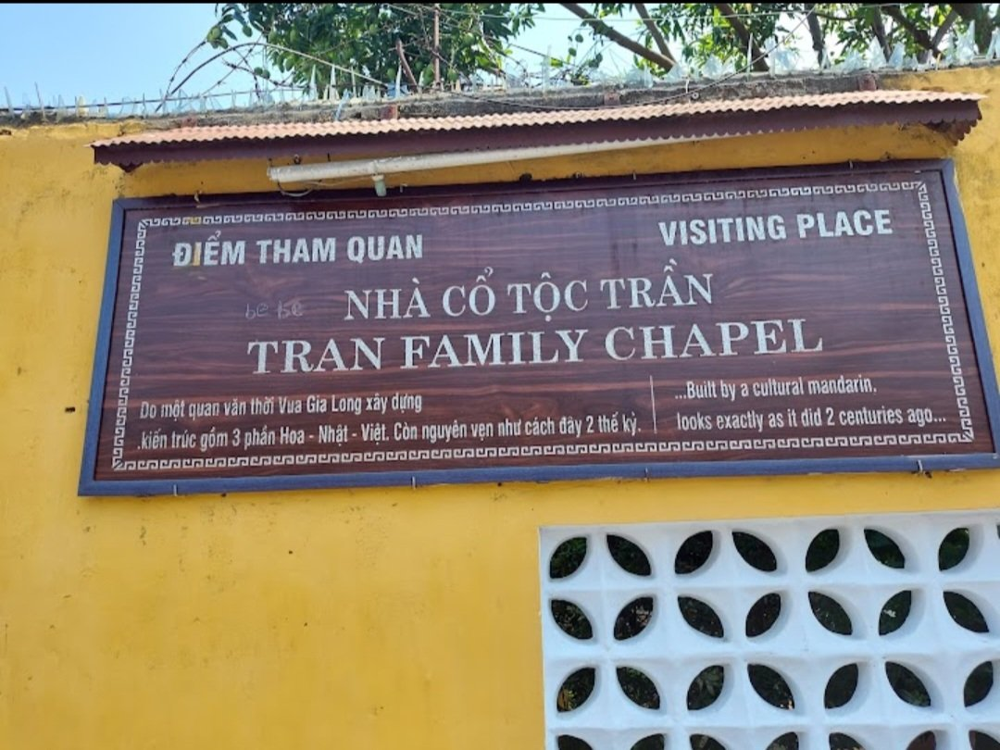 ĐIỂM THAM QUAN
VISITING PLACE
be be
NHÀ CỔ TỘC TRẦN
TRAN FAMILY CHAPEL
Do một quan văn thời Vua Gia Long xây dựng
.kiến trúc gồm 3 phần Hoa - Nhật - Việt. Còn nguyên vẹn như cách đây 2 thế kỷ.
...Built by a cultural mandarin.
looks exactly as it did 2 centuries ago...